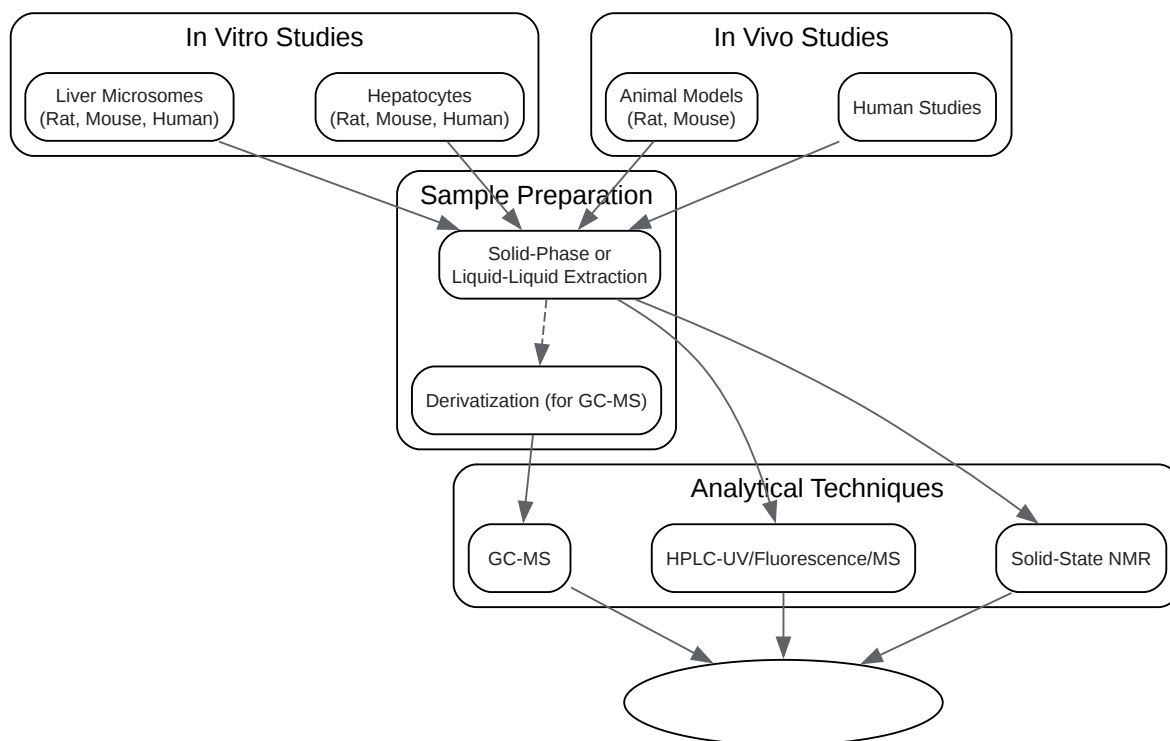 In Vitro Studies
In Vivo Studies
Liver Microsomes
(Rat, Mouse, Human)
Hepatocytes
(Rat, Mouse, Human)
Animal Models
(Rat, Mouse)
Human Studies
Sample Preparation
Solid-Phase or
Liquid-Liquid Extraction
Derivatization (for GC-MS)
Analytical Techniques
GC-MS
HPLC-UV/Fluorescence/MS
Solid-State NMR